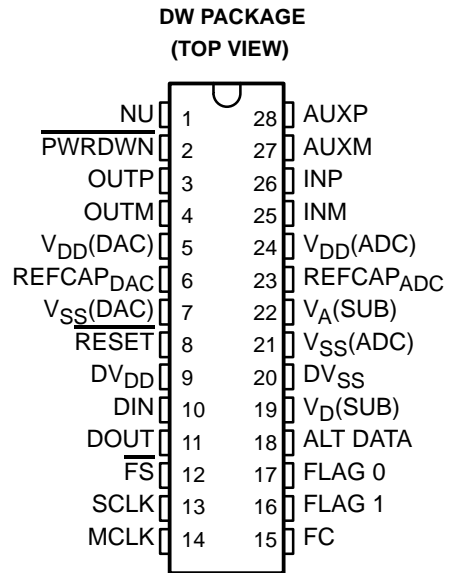 DW PACKAGE
(TOP VIEW)
NU 1 28 AUXP
PWRDWN 2 27 AUXM
OUTP 3 26 INP
OUTM 4 25 INM
VDD(DAC) 5 24 VDD(ADC)
REFCAPDAC 6 23 REFCAPADC
VSS(DAC) 7 22 VA(SUB)
RESET 8 21 VSS(ADC)
DVDD 9 20 DVSS
DIN 10 19 VD(SUB)
DOUT 11 18 ALT DATA
FS 12 17 FLAG 0
SCLK 13 16 FLAG 1
MCLK 14 15 FC